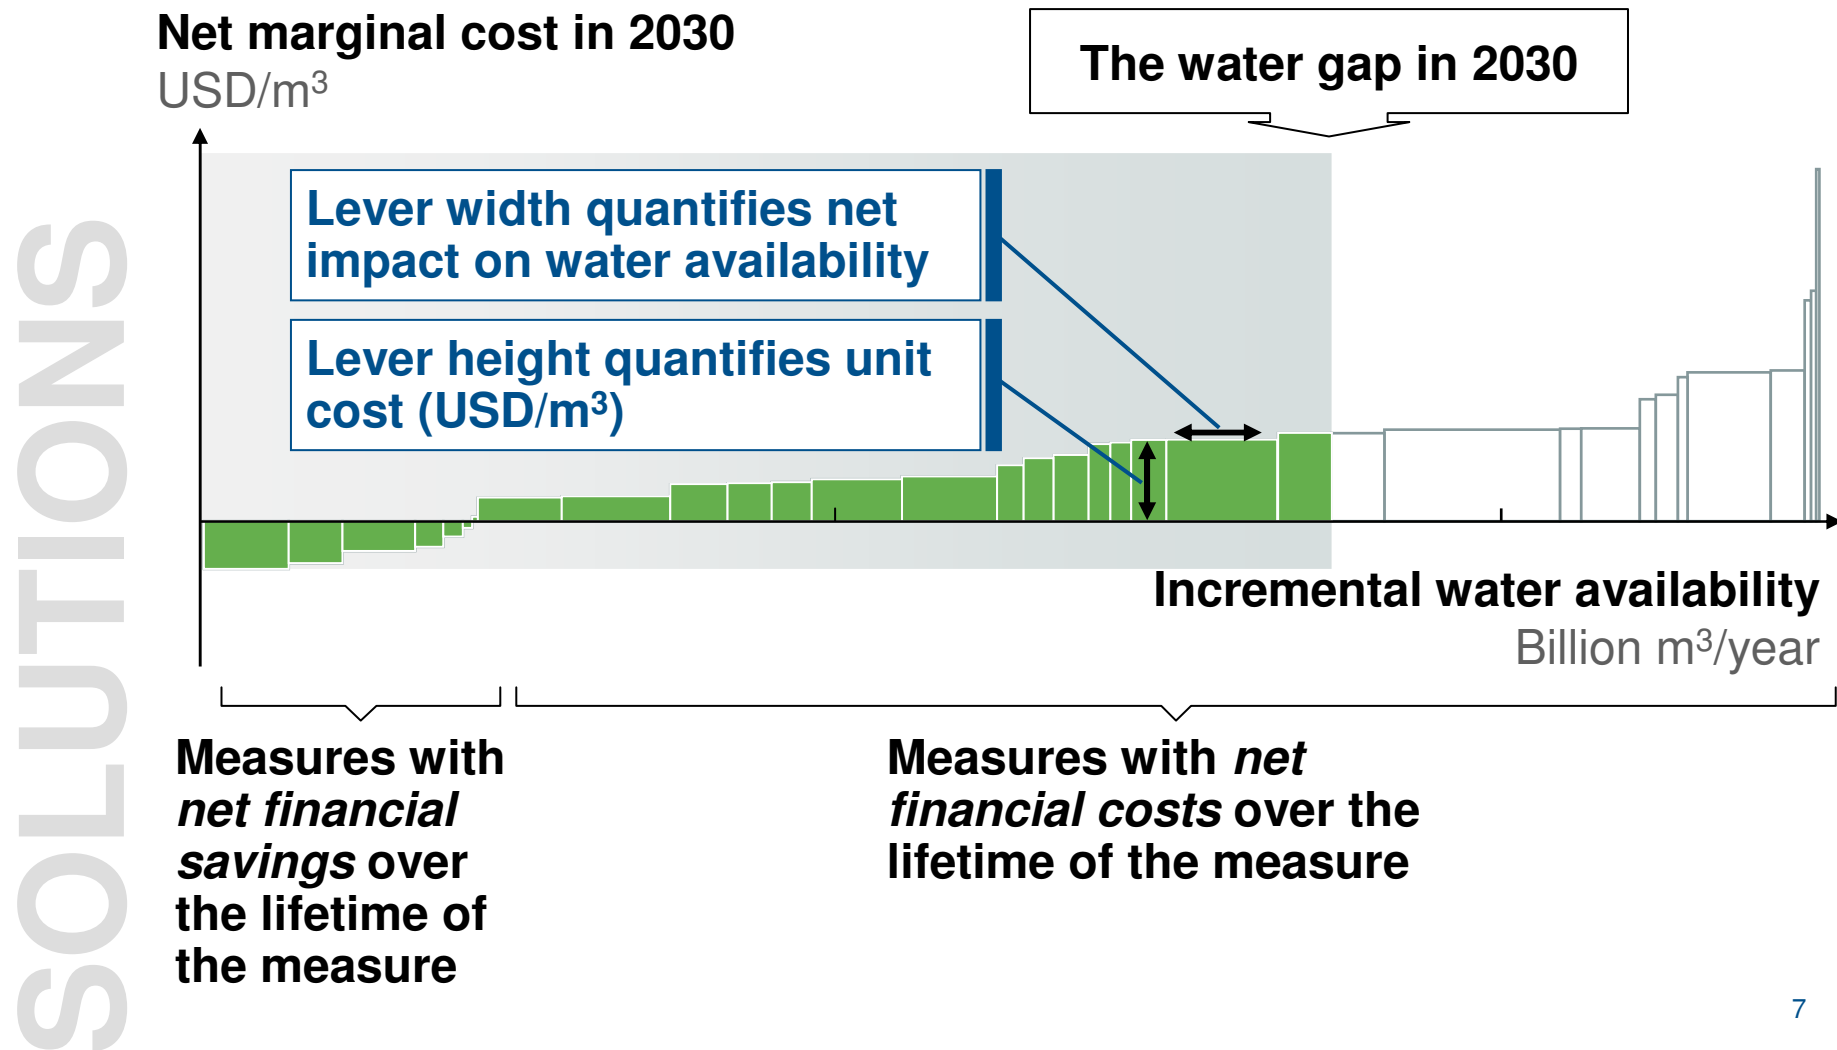 SOLUTIONS
Net marginal cost in 2030
USD/m³
The water gap in 2030
Lever width quantifies net
impact on water availability
Lever height quantifies unit
cost (USD/m³)
Incremental water availability
Billion m³/year
Measures with
net financial
savings over
the lifetime of
the measure
Measures with net
financial costs over the
lifetime of the measure
7